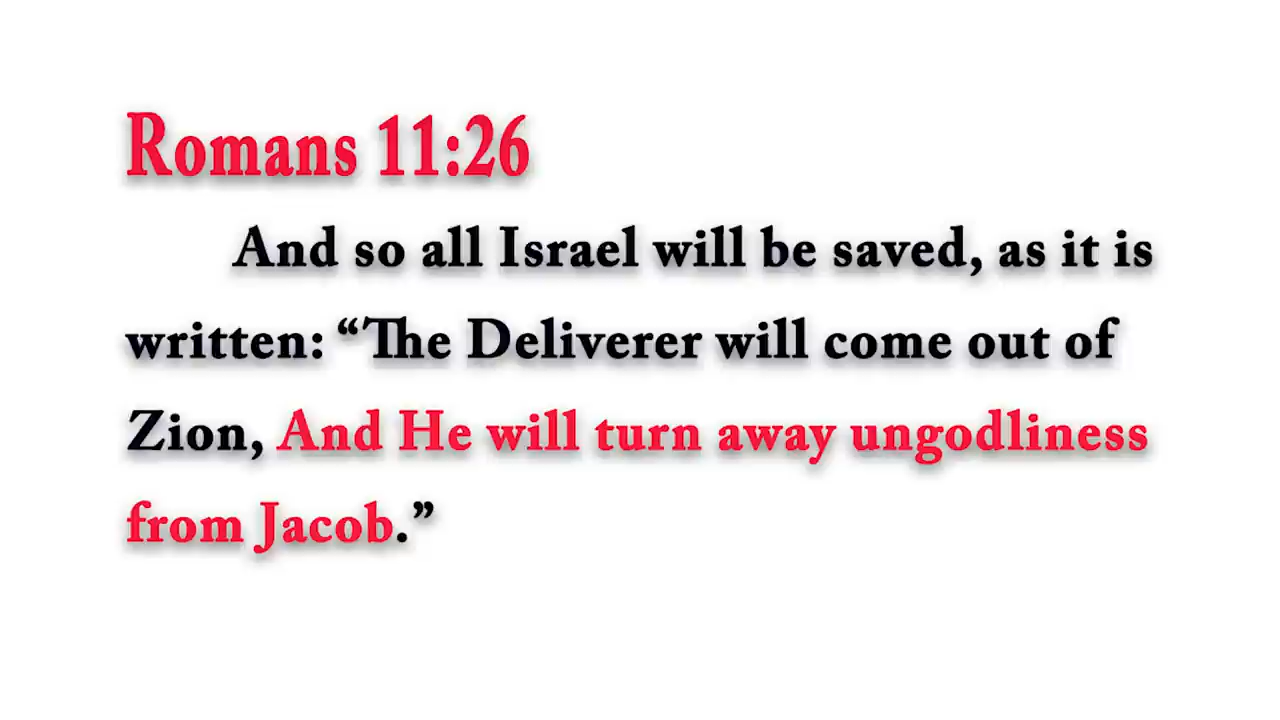 Romans 11:26
And so all Israel will be saved, as it is
written: “The Deliverer will come out of
Zion, And He will turn away ungodliness
from Jacob.”